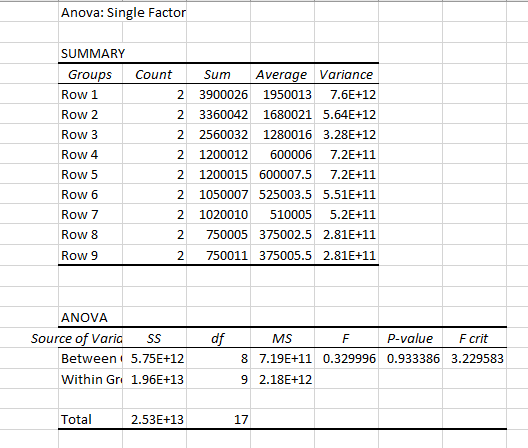 Anova: Single Factor
SUMMARY
Groups Count Sum Average Variance
Row 1 2 3900026 1950013 7.6E+12
Row 2 2 3360042 1680021 5.64E+12
Row 3 2 2560032 1280016 3.28E+12
Row 4 2 1200012 600006 7.2E+11
Row 5 2 1200015 600007.5 7.2E+11
Row 6 2 1050007 525003.5 5.51E+11
Row 7 2 1020010 510005 5.2E+11
Row 8 2 750005 375002.5 2.81E+11
Row 9 2 750011 375005.5 2.81E+11
ANOVA
Source of Varia SS df MS F P-value F crit
Between 5.75E+12 8 7.19E+11 0.329996 0.933386 3.229583
Within Gr 1.96E+13 9 2.18E+12
Total 2.53E+13 17